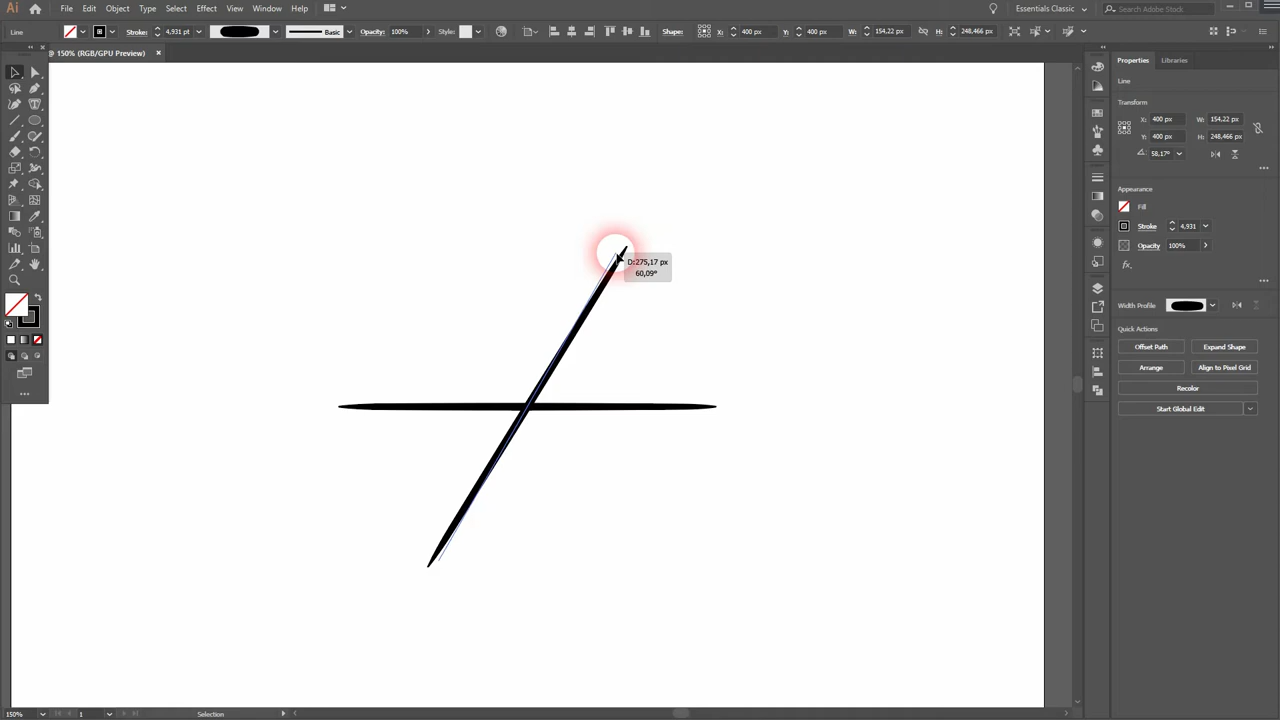 Ai File Edit Object Type Select Effect View Window Help Essentials Classic Search Adobe Stock
Line Stroke: 4,931 pt Basic Opacity: 100% Style: Shape: X: 400 px Y: 400 px W: 154.22 px H: 248,466 px
@ 150% (RGB/GPU Preview) ×
Properties Libraries
Line
Transform
X: 400 px W: 154.22 px
Y: 400 px H: 248,466 px
58,17°
Appearance
Fill
Stroke 4,931
Opacity 100%
fx
D:275,17 px
60,09°
Width Profile
Quick Actions
Offset Path Expand Shape
Arrange Align to Pixel Grid
Recolor
Start Global Edit
150% 1 Selection